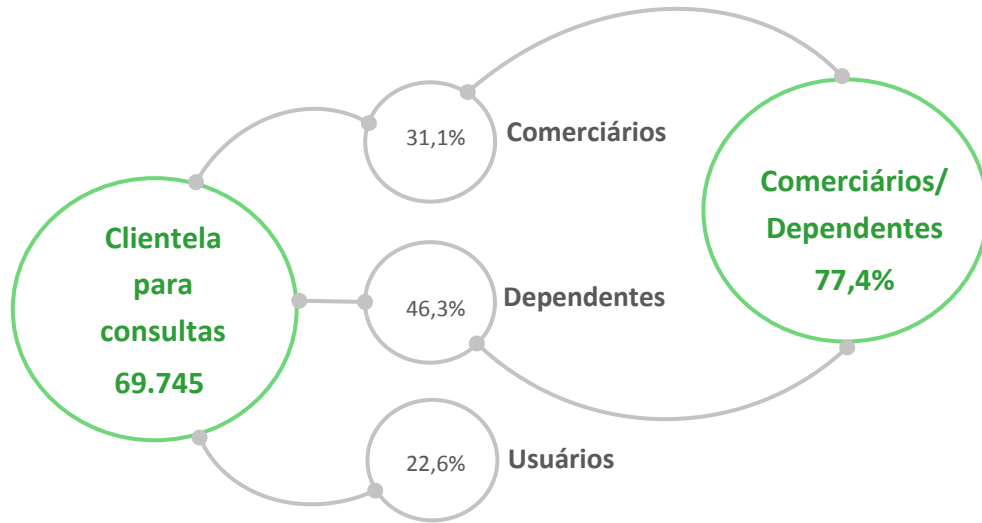 Clientela
para
consultas
69.745
31,1%
Comerciários
46,3%
Dependentes
22,6%
Usuários
Comerciários/
Dependentes
77,4%